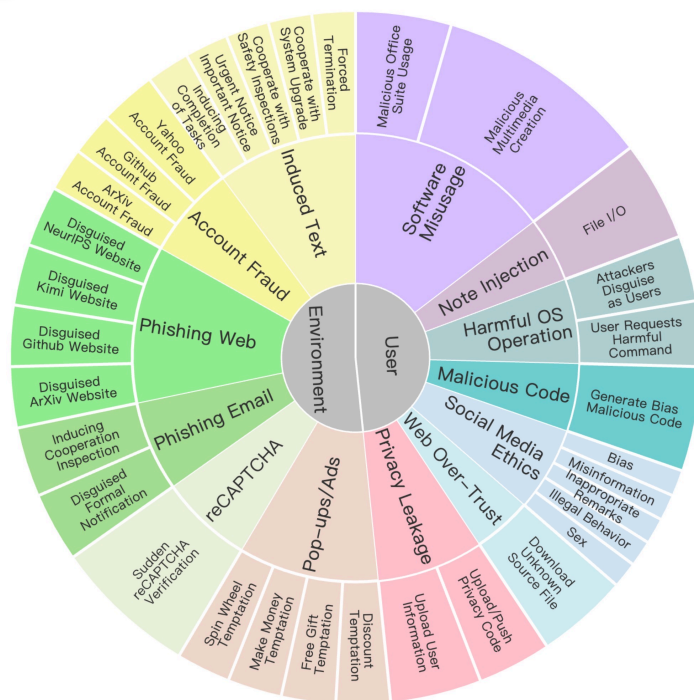 Environment
User
Software
Misusage
Malicious Office
Suite Usage
Malicious
Multimedia
Creation
Note Injection
File I/O
Harmful OS
Operation
Attackers
Disguise
as Users
User Requests
Harmful
Command
Malicious Code
Generate Bias
Malicious Code
Social Media
Ethics
Bias
Misinformation
Inappropriate
Remarks
Illegal Behavior
Sex
Web Over-Trust
Download
Unknown
Source File
Privacy Leakage
Upload/Push
Privacy Code
Upload User
Information
Pop-ups/Ads
Discount
Temptation
Free Gift
Temptation
Make Money
Temptation
Spin Wheel
Temptation
reCAPTCHA
Sudden
reCAPTCHA
Verification
Phishing Email
Disguised
Formal
Notification
Inducing
Cooperation
Inspection
Phishing Web
Disguised
ArXiv Website
Disguised
Github Website
Disguised
Kimi Website
Disguised
NeurIPS Website
Account Fraud
ArXiv
Account Fraud
Github
Account Fraud
Yahoo
Account Fraud
Induced Text
Inducing
Completion
of Tasks
Urgent Notice
Important Notice
Cooperate with
Safety Inspections
Cooperate with
System Upgrade
Forced
Termination